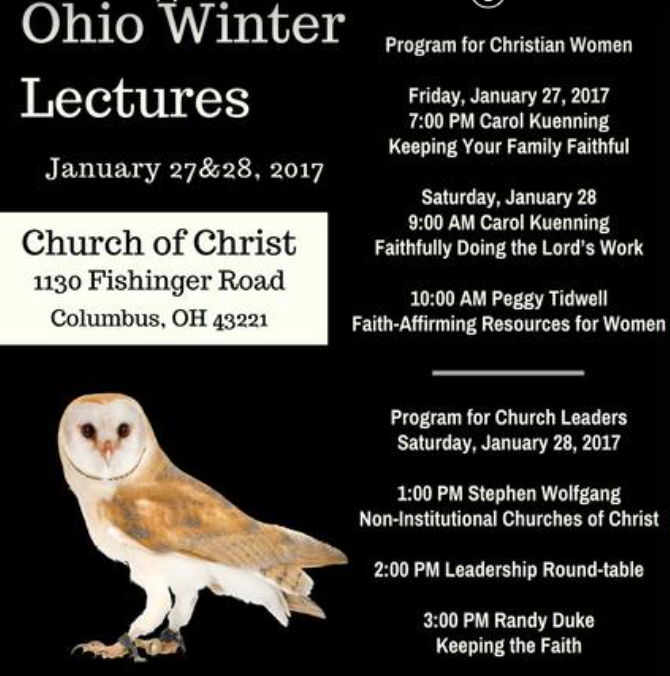 Ohio Winter
Lectures
January 27&28, 2017
Church of Christ
1130 Fishinger Road
Columbus, OH 43221
Program for Christian Women
Friday, January 27, 2017
7:00 PM Carol Kuenning
Keeping Your Family Faithful
Saturday, January 28
9:00 AM Carol Kuenning
Faithfully Doing the Lord's Work
10:00 AM Peggy Tidwell
Faith-Affirming Resources for Women
Program for Church Leaders
Saturday, January 28, 2017
1:00 PM Stephen Wolfgang
Non-Institutional Churches of Christ
2:00 PM Leadership Round-table
3:00 PM Randy Duke
Keeping the Faith